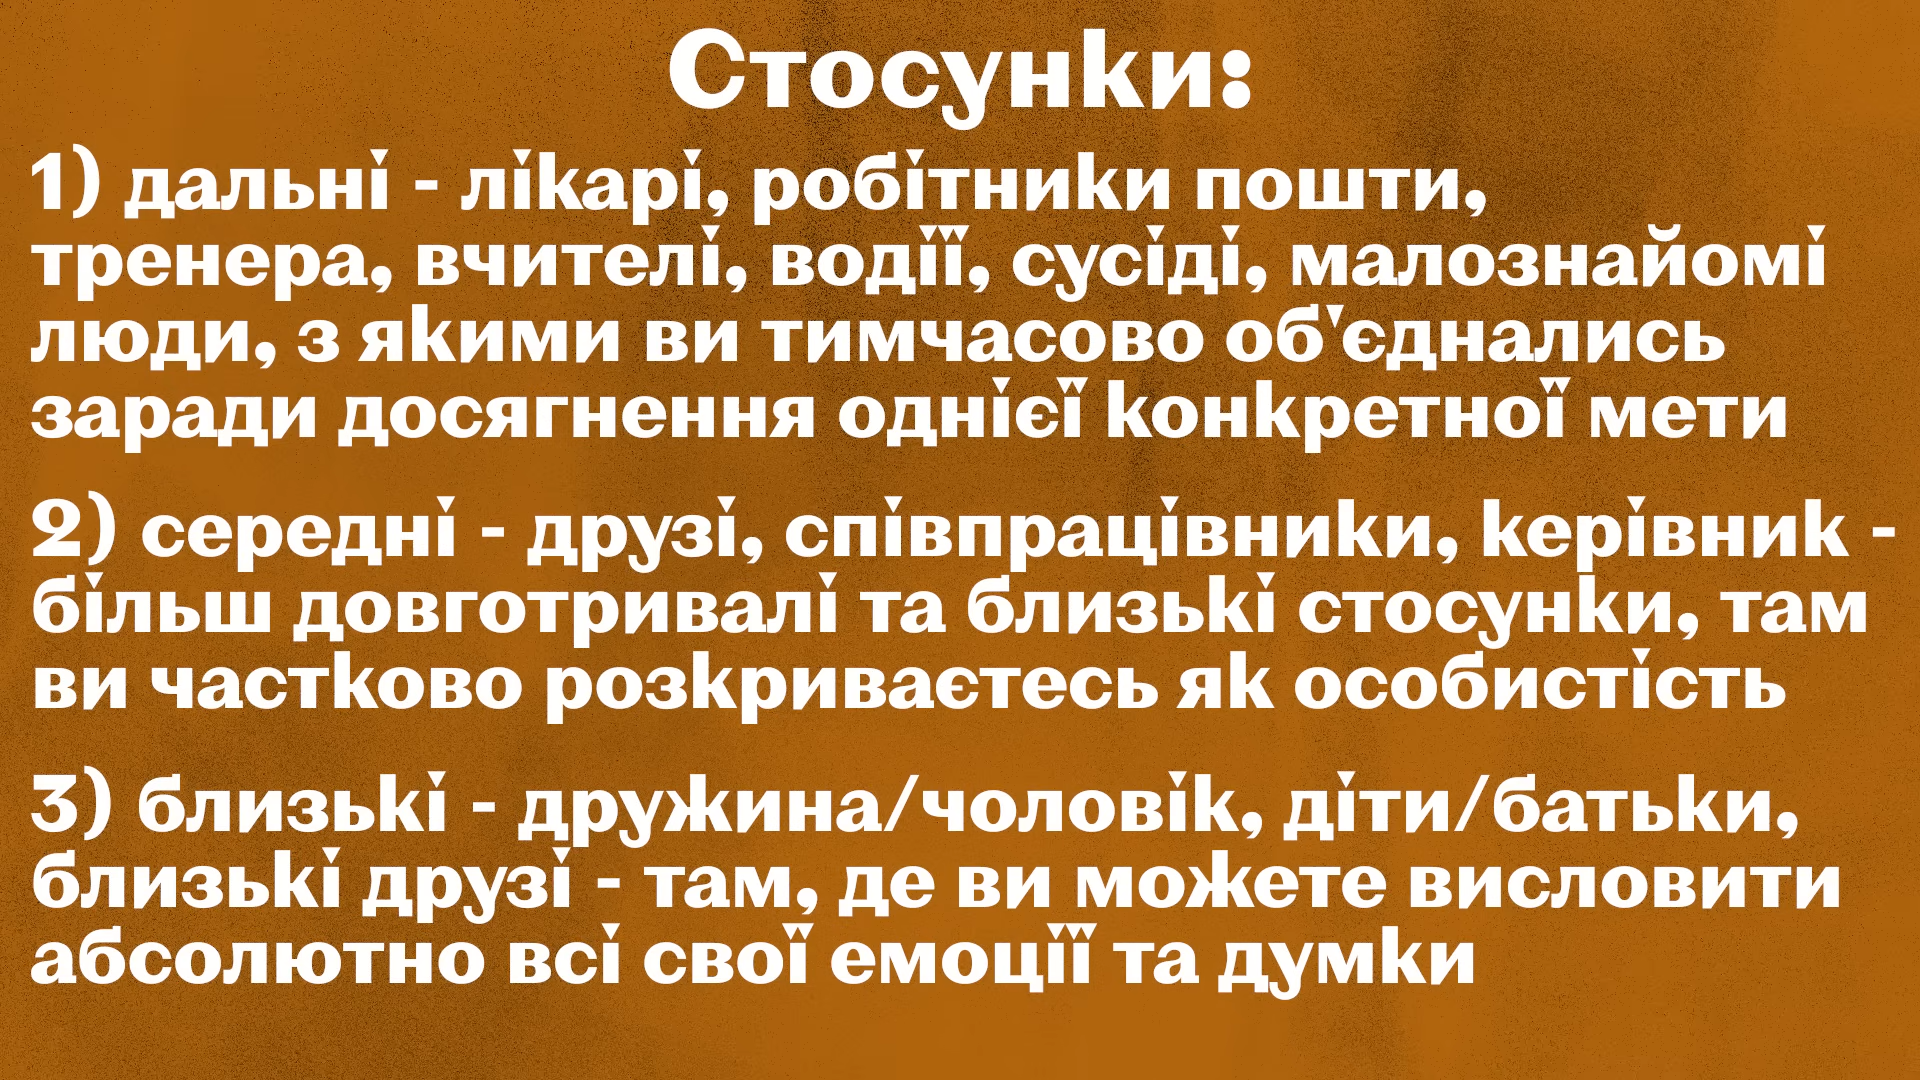 Стосунки:
1) дальні - лікарі, робітники пошти,
тренера, вчителі, водії, сусіді, малознайомі
люди, з якими ви тимчасово об'єднались
заради досягнення однієї конкретної мети
2) середні - друзі, співпрацівники, керівник -
більш довготривалі та близькі стосунки, там
ви частково розкриваєтесь як особистість
3) близькі - дружина/чоловік, діти/батьки,
близькі друзі - там, де ви можете висловити
абсолютно всі свої емоції та думки